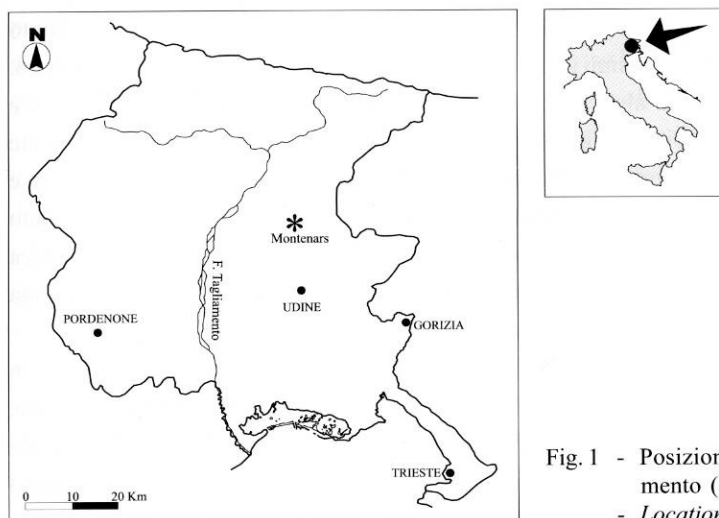 N
Montenars
F. Tagliamento
UDINE
PORDENONE
GORIZIA
TRIESTE
0 10 20 Km
Fig. 1 - Posizion
mento (
- Location